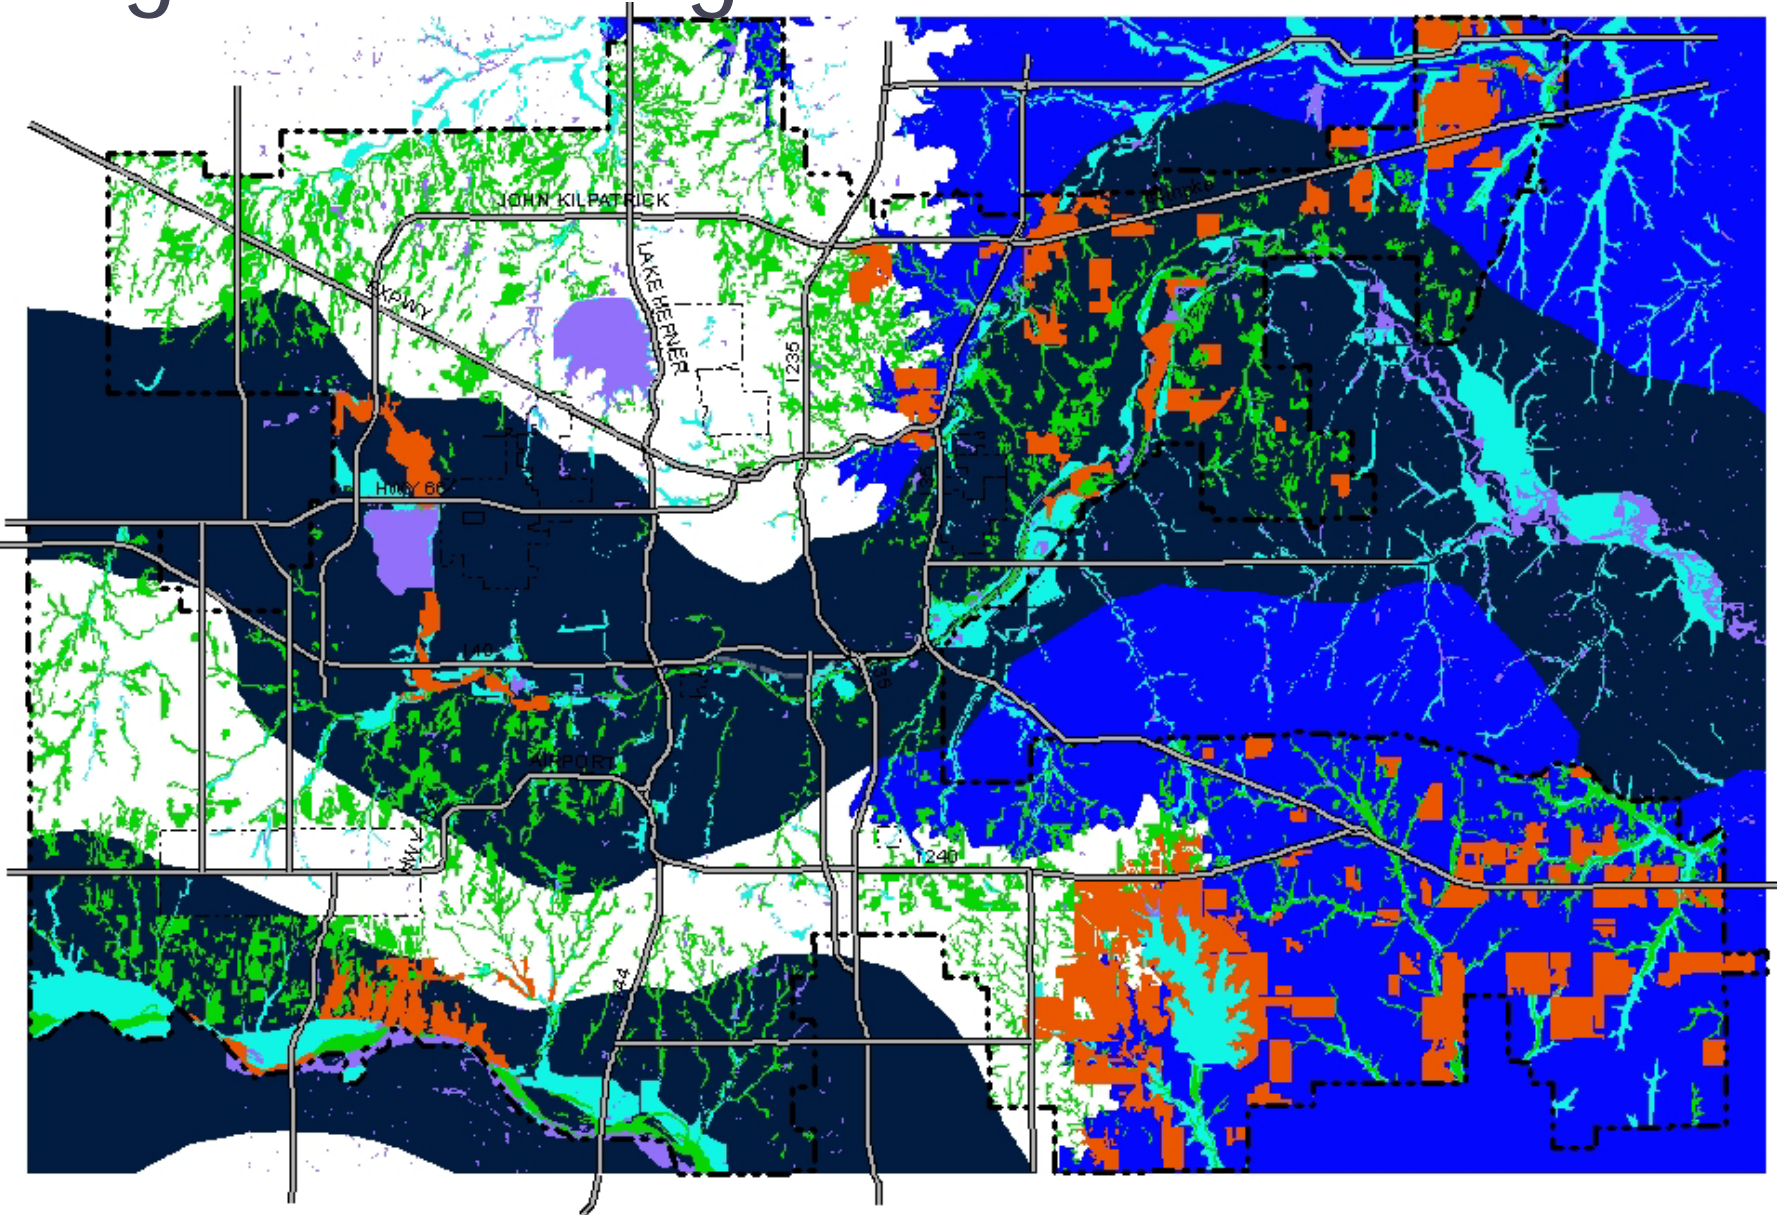 JOHN KILPATRICK
EXPWY
LAKE HEFNER
I235
HWY 66
I40
AIRPORT
I240
I44